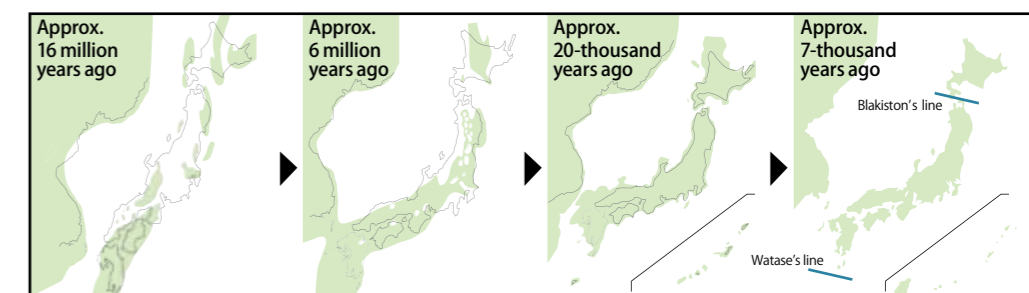 Approx.
16 million
years ago
Approx.
6 million
years ago
Approx.
20-thousand
years ago
Approx.
7-thousand
years ago
Blakiston's line
Watase's line